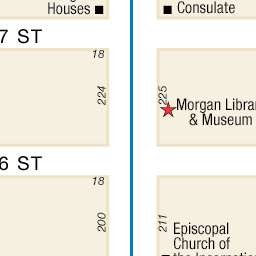 Houses
Consulate
7 ST
18
224
225
Morgan Librar
& Museum
6 ST
18
200
211
Episcopal
Church of
the Incarnation